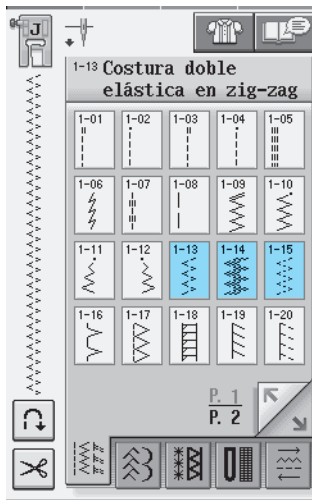 J
1-13 Costura doble
elástica en zig-zag
1-01 1-02 1-03 1-04 1-05
1-06 1-07 1-08 1-09 1-10
1-11 1-12 1-13 1-14 1-15
1-16 1-17 1-18 1-19 1-20
P. 1
P. 2